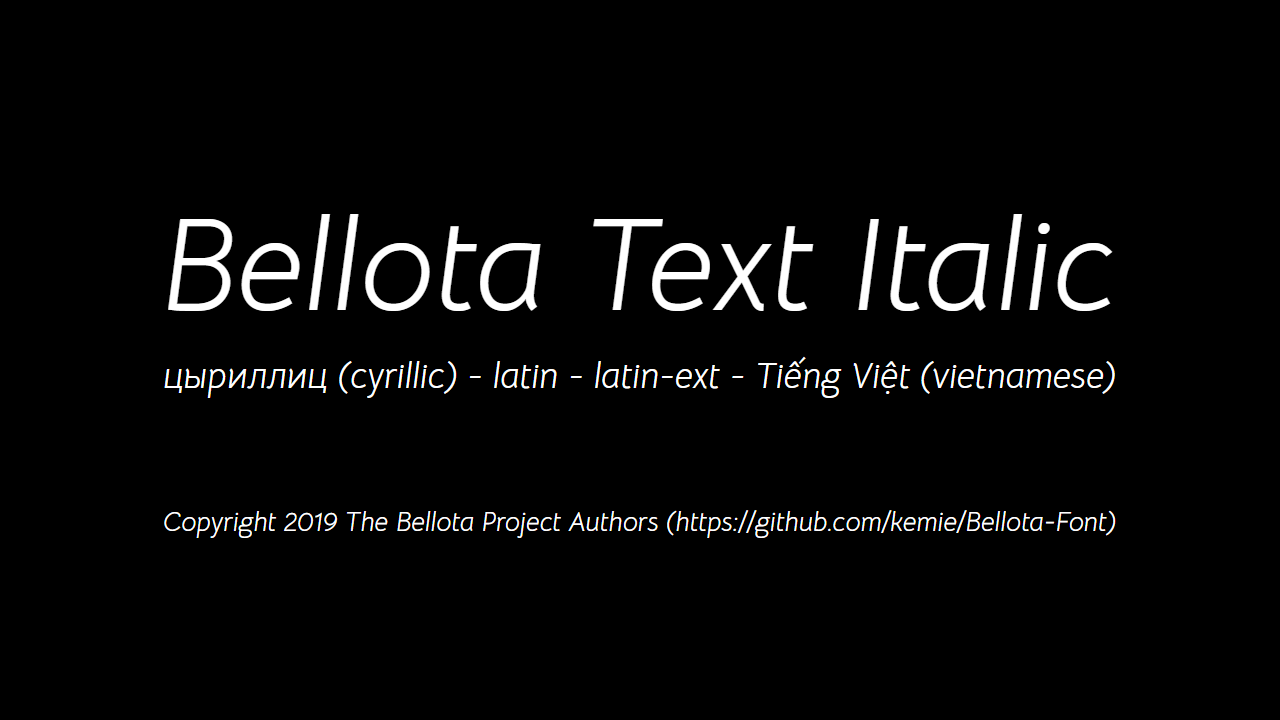 Bellota Text Italic
цыриллиц (cyrillic) - latin - latin-ext - Tiếng Việt (vietnamese)
Copyright 2019 The Bellota Project Authors (https://github.com/kemie/Bellota-Font)